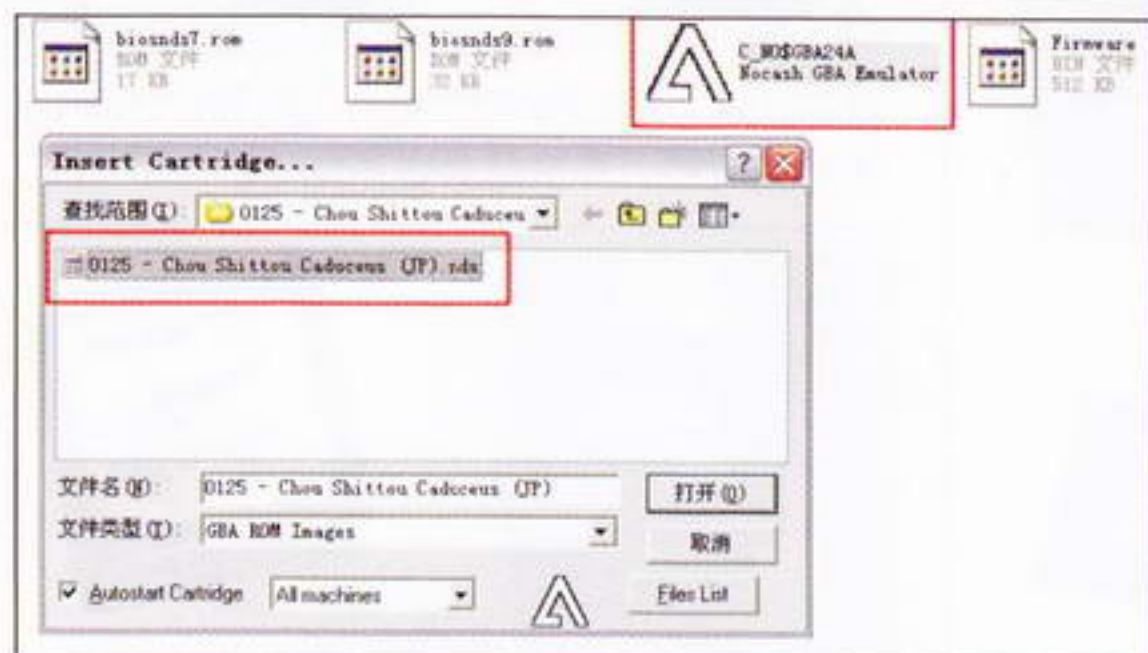 biosnds7.rom
ROM 文件
17 KB
biosnds9.rom
ROM 文件
32 KB
C_NO$GBA24A
Nocash GBA Emulator
Firmware
BIN 文件
512 KB
Insert Cartridge...
查找范围(I): 0125 - Chou Shittou Caduceu
0125 - Chou Shittou Caduceus (JP).nds
文件名(N): 0125 - Chou Shittou Caduceus (JP)
打开(O)
文件类型(T): GBA ROM Images
取消
Autostart Cartridge All machines
Files List